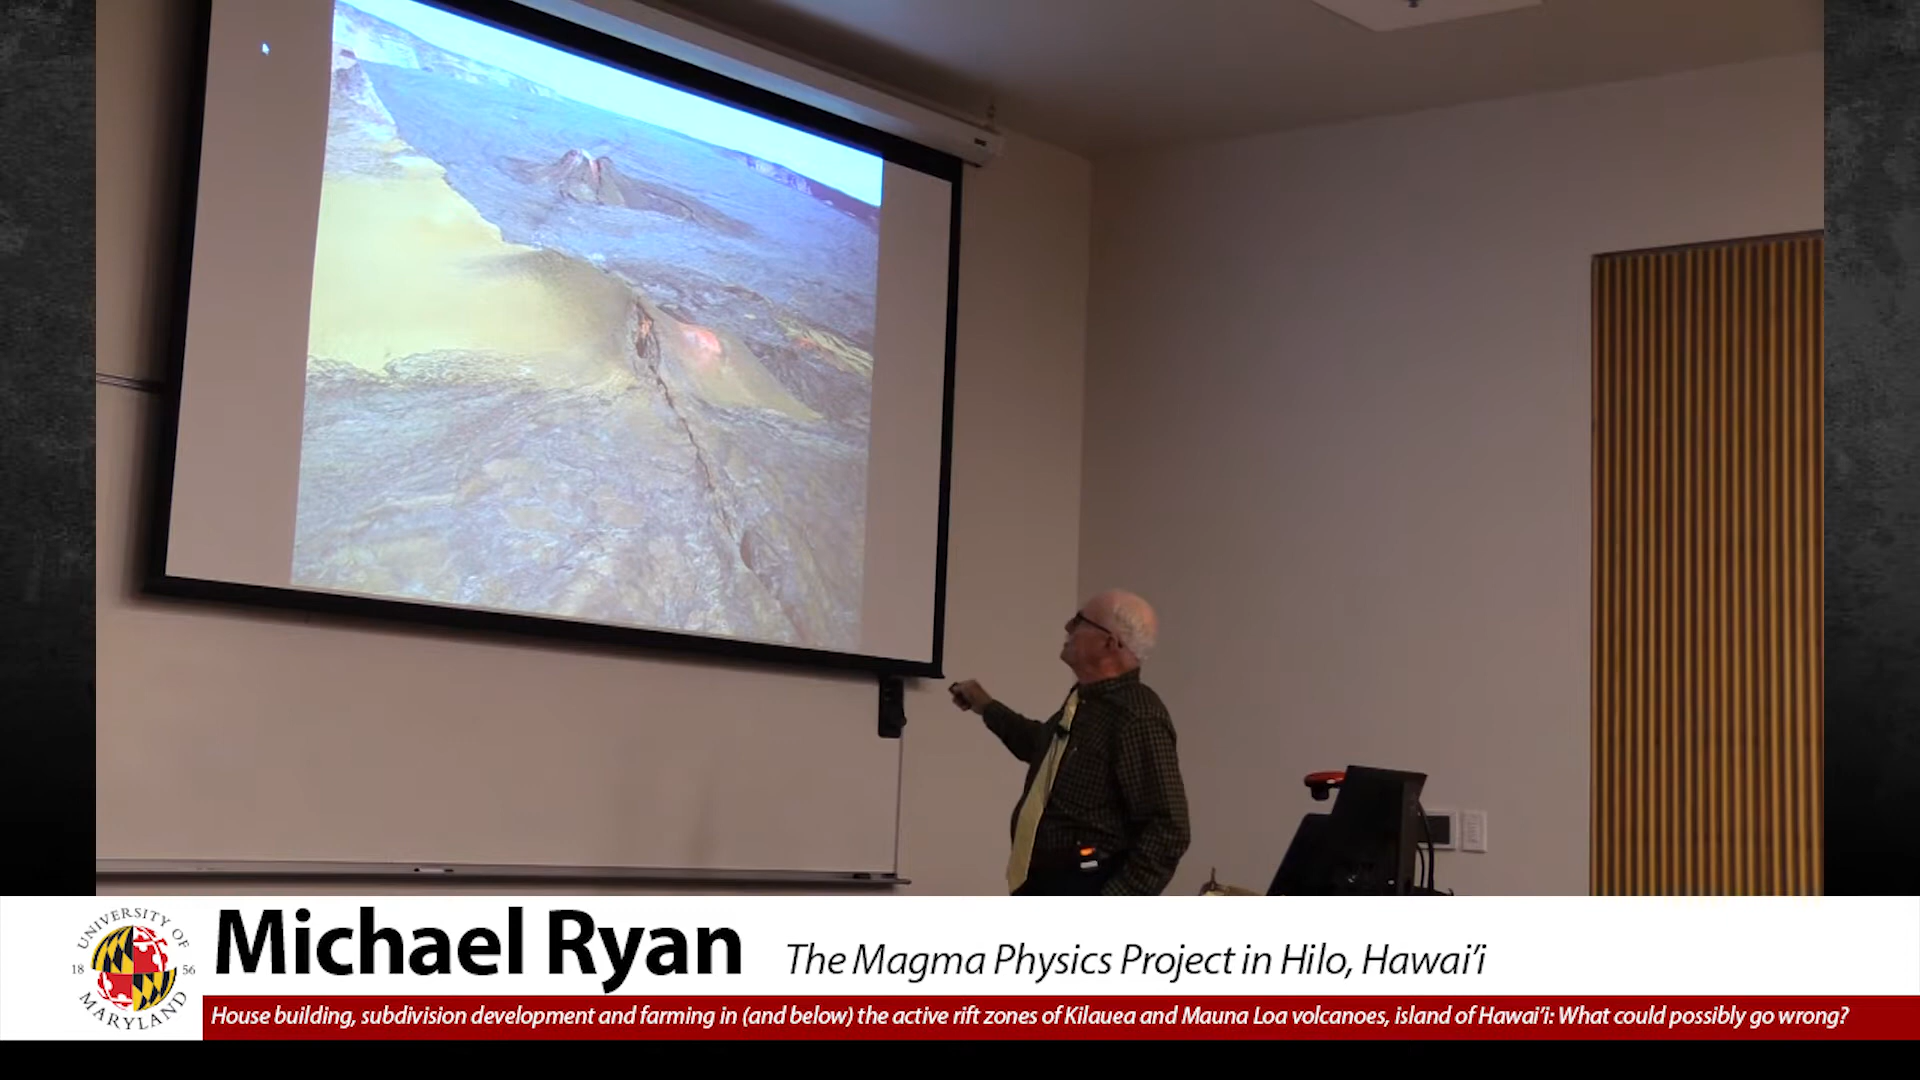 UNIVERSITY OF
18 56
MARYLAND
Michael Ryan
The Magma Physics Project in Hilo, Hawai‘i
House building, subdivision development and farming in (and below) the active rift zones of Kilauea and Mauna Loa volcanoes, island of Hawai‘i: What could possibly go wrong?